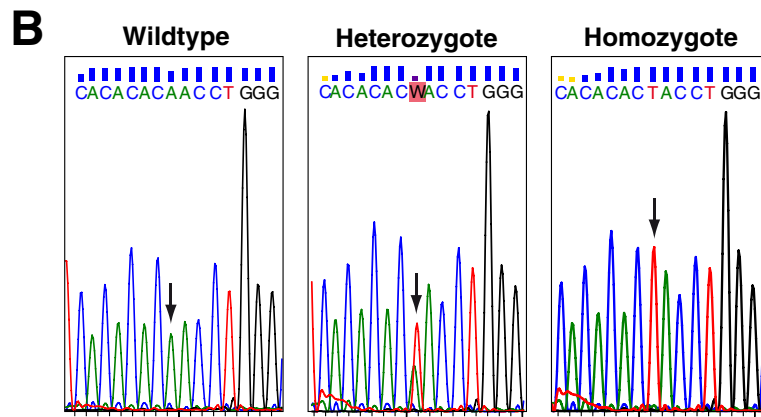 B
Wildtype
Heterozygote
Homozygote
CACACACAACCTGGG
CACACACWACCTGGG
CACACACTACCTGGG